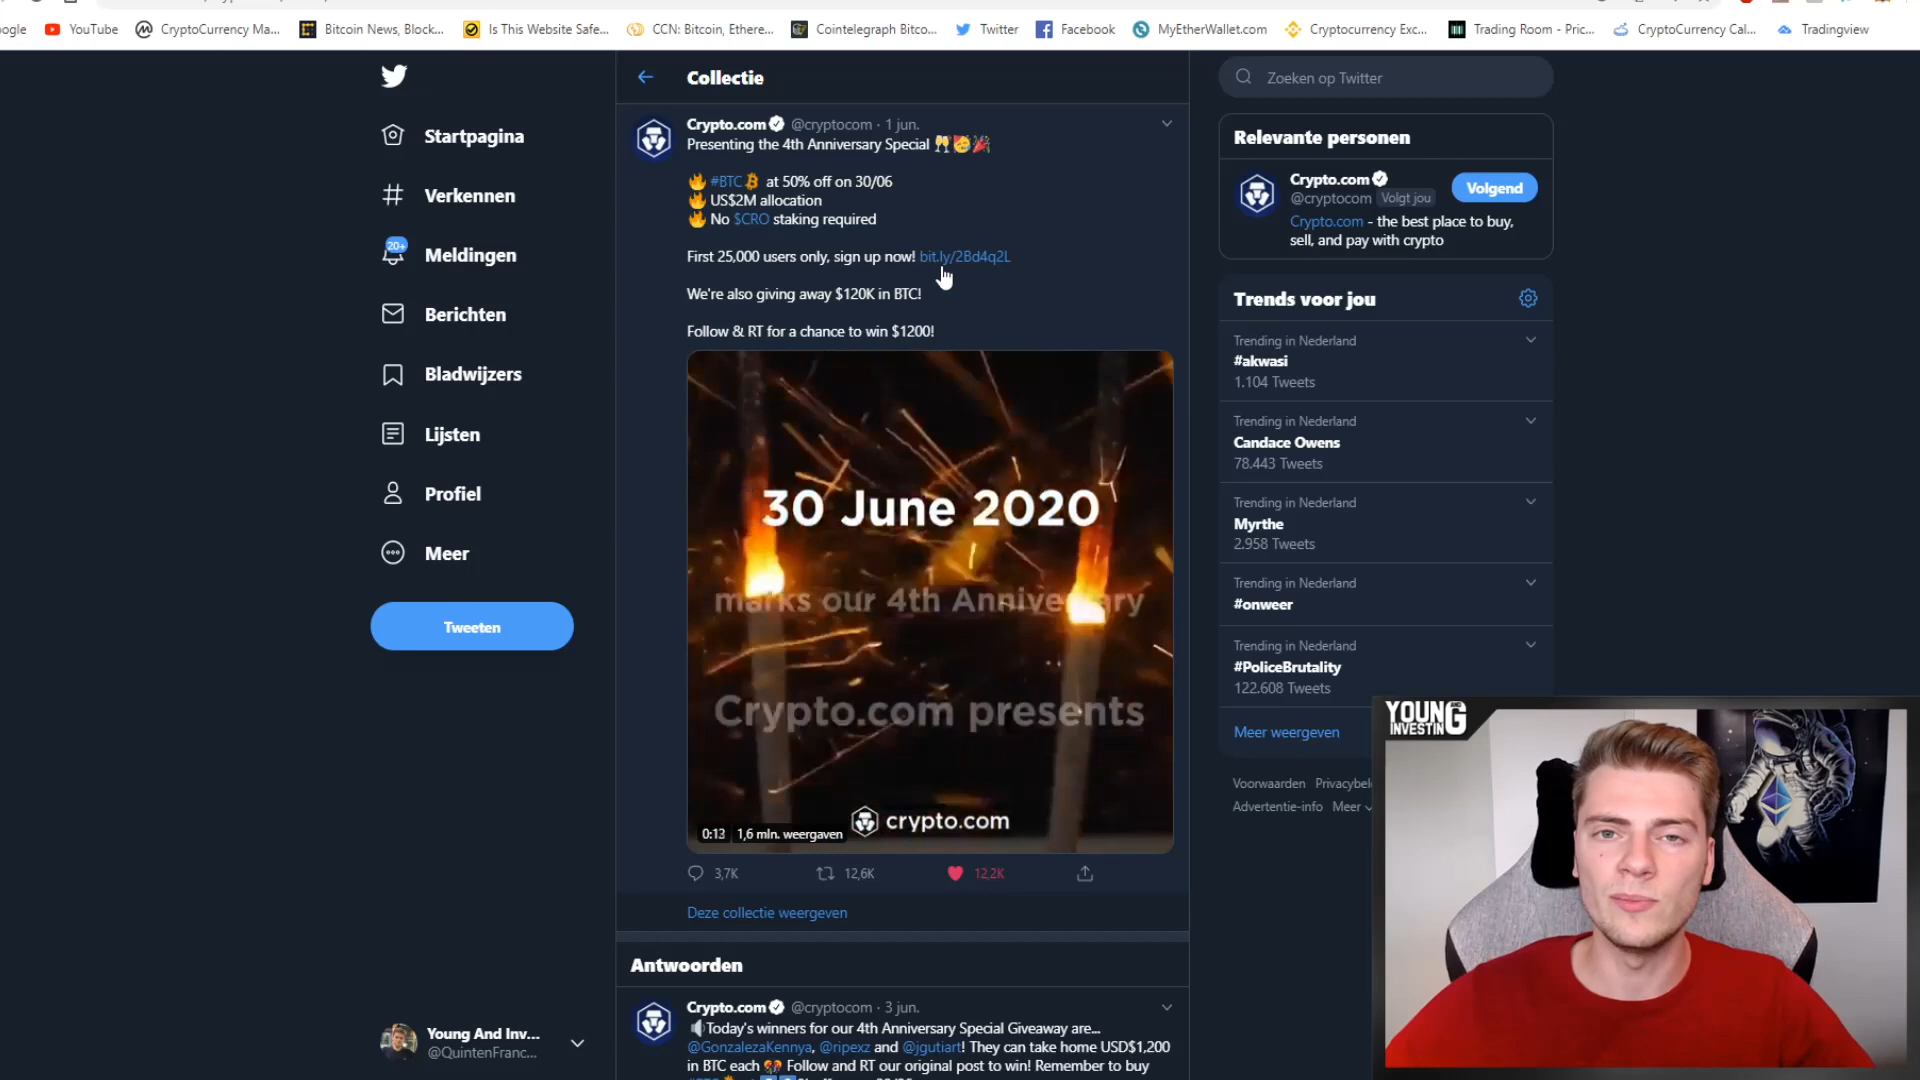 ogle
YouTube
CryptoCurrency Ma...
Bitcoin News, Block...
Is This Website Safe...
CCN: Bitcoin, Ethere...
Cointelegraph Bitco...
Twitter
Facebook
MyEtherWallet.com
Cryptocurrency Exc...
Trading Room - Pric...
CryptoCurrency Cal...
Tradingview
Startpagina
Verkennen
20+
Meldingen
Berichten
Bladwijzers
Lijsten
Profiel
Meer
Tweeten
Young And Inv...
@QuintenFranc...
Collectie
Crypto.com @cryptocom · 1 jun.
Presenting the 4th Anniversary Special
#BTC at 50% off on 30/06
US$2M allocation
No $CRO staking required
First 25,000 users only, sign up now! bit.ly/2Bd4q2L
We're also giving away $120K in BTC!
Follow & RT for a chance to win $1200!
30 June 2020
marks our 4th Anniversary
Crypto.com presents
crypto.com
0:13 1,6 mln. weergaven
3,7K 12,6K 12,2K
Deze collectie weergeven
Antwoorden
Crypto.com @cryptocom · 3 jun.
Today's winners for our 4th Anniversary Special Giveaway are...
@GonzalezaKennya, @ripexz and @jgutiart! They can take home USD$1,200
in BTC each Follow and RT our original post to win! Remember to buy
Zoeken op Twitter
Relevante personen
Crypto.com
@cryptocom Volgt jou
Volgend
Crypto.com - the best place to buy,
sell, and pay with crypto
Trends voor jou
Trending in Nederland
#akwasi
1.104 Tweets
Trending in Nederland
Candace Owens
78.443 Tweets
Trending in Nederland
Myrthe
2.958 Tweets
Trending in Nederland
#onweer
Trending in Nederland
#PoliceBrutality
122.608 Tweets
Meer weergeven
Voorwaarden Privacybel
Advertentie-info Meer
YOUNG
AND
INVESTING